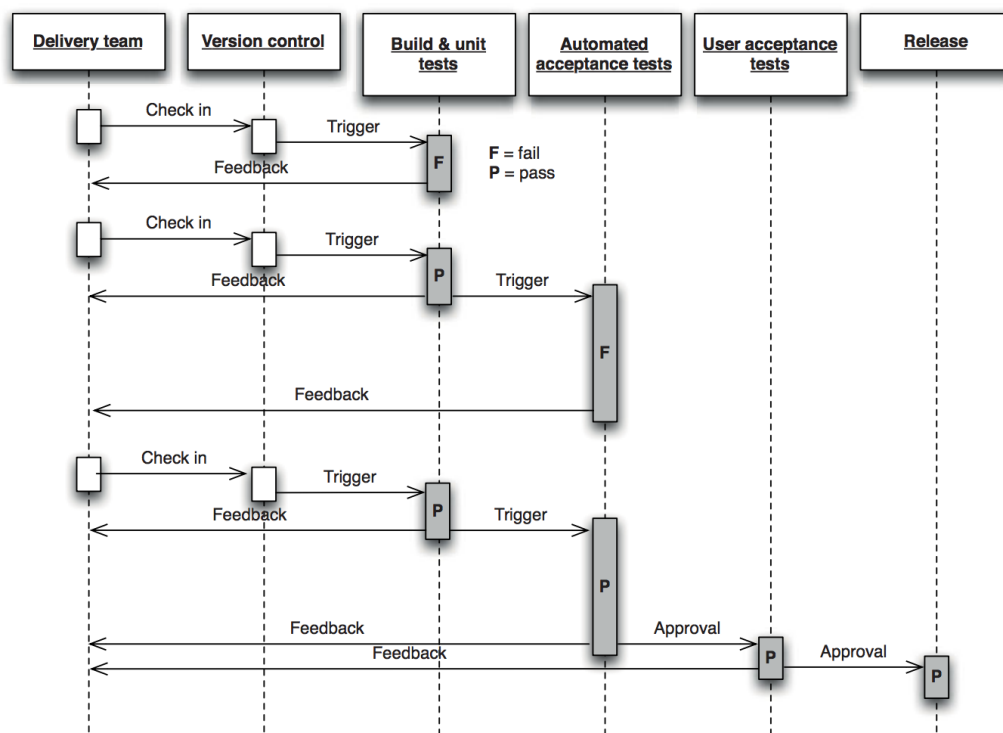 Delivery team
Version control
Build & unit
tests
Automated
acceptance tests
User acceptance
tests
Release
Check in
Trigger
F
F = fail
P = pass
Feedback
Check in
Trigger
P
Feedback
Trigger
F
Feedback
Check in
Trigger
P
Feedback
Trigger
P
Feedback
Approval
P
Feedback
Approval
P